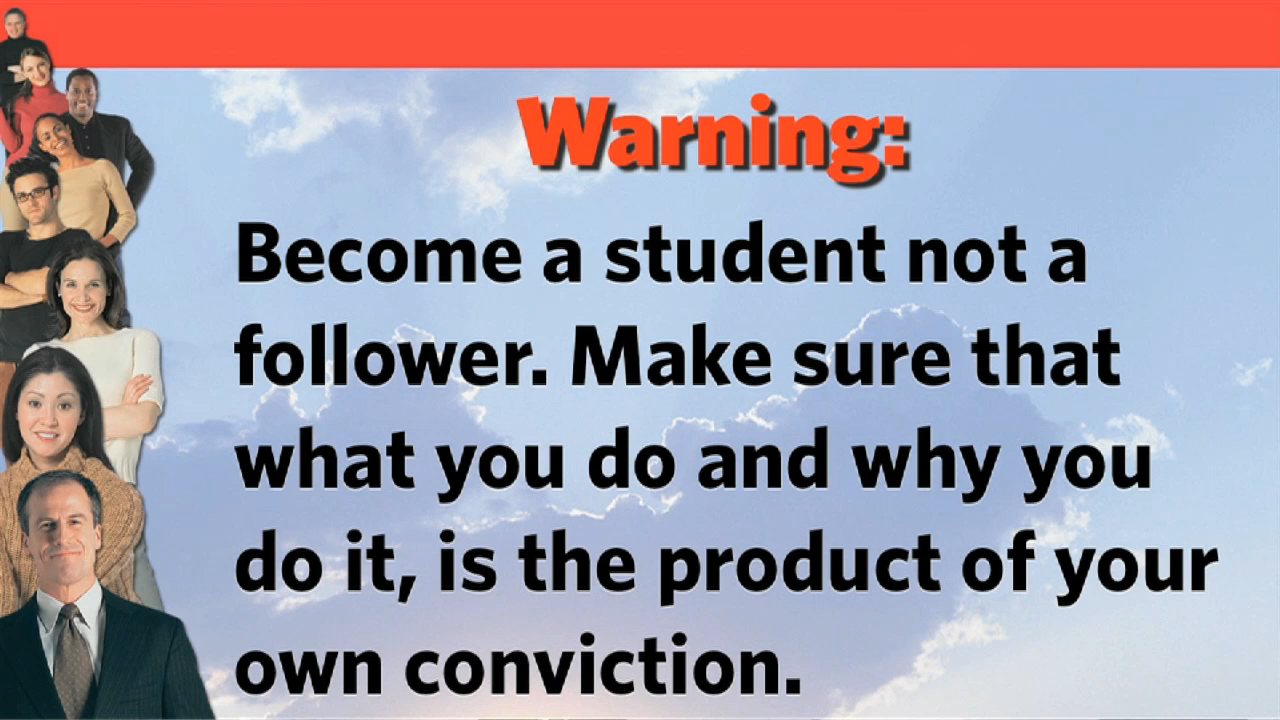 Warning:
Become a student not a
follower. Make sure that
what you do and why you
do it, is the product of your
own conviction.